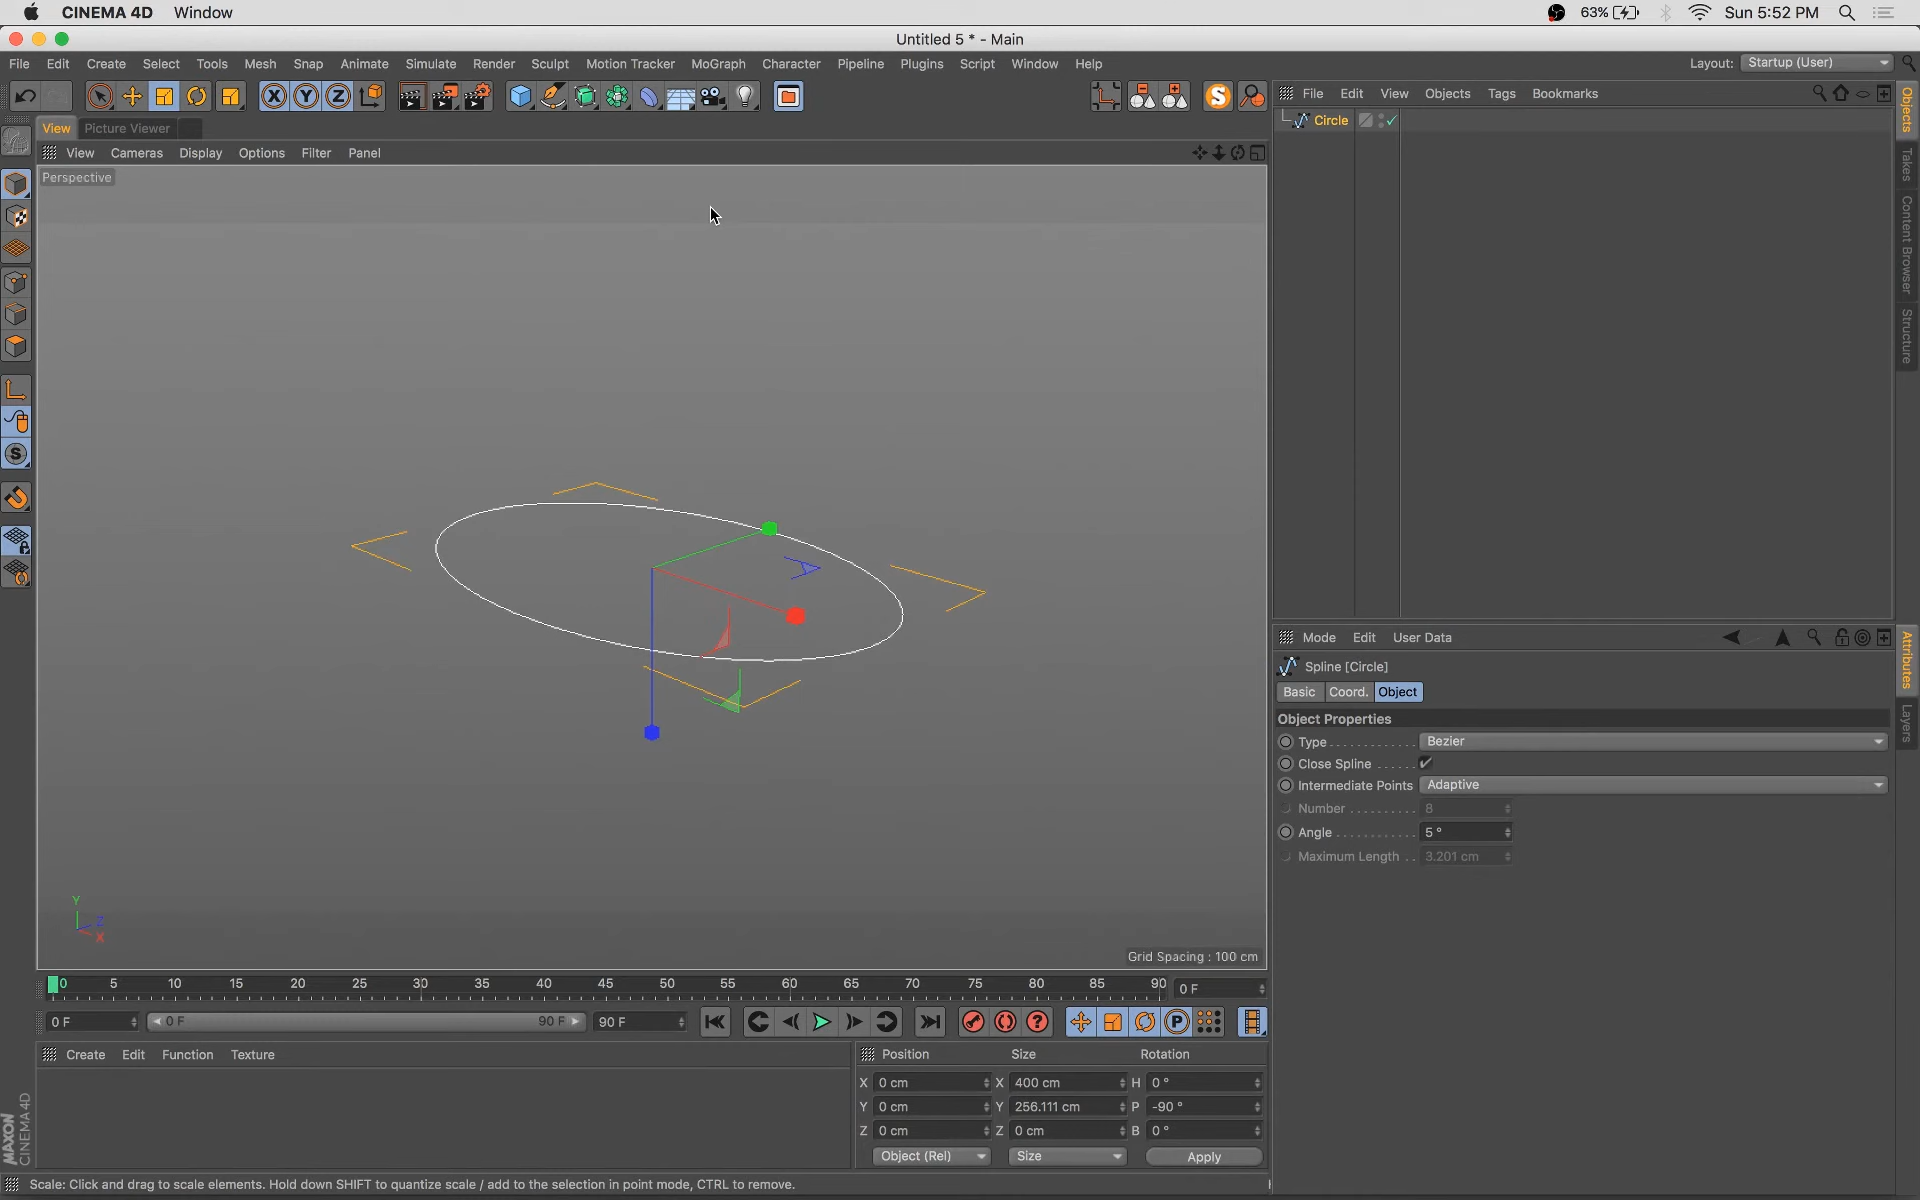 CINEMA 4D Window 63% Sun 5:52 PM
Untitled 5 * - Main
File Edit Create Select Tools Mesh Snap Animate Simulate Render Sculpt Motion Tracker MoGraph Character Pipeline Plugins Script Window Help Layout: Startup (User)
X Y Z S
File Edit View Objects Tags Bookmarks
View Picture Viewer
Circle
View Cameras Display Options Filter Panel
Perspective
Objects
Takes
Content Browser
Structure
S
Mode Edit User Data
Spline [Circle]
Basic Coord. Object
Object Properties
Type Bezier
Close Spline
Intermediate Points Adaptive
Number 8
Angle 5 °
Maximum Length 3.201 cm
Attributes
Layers
Y
Z
X
Grid Spacing : 100 cm
0 5 10 15 20 25 30 35 40 45 50 55 60 65 70 75 80 85 90 0 F
0 F 0 F 90 F 90 F ? P
Create Edit Function Texture
Position Size Rotation
X 0 cm X 400 cm H 0 °
Y 0 cm Y 256.111 cm P -90 °
Z 0 cm Z 0 cm B 0 °
Object (Rel) Size Apply
MAXON
CINEMA 4D
Scale: Click and drag to scale elements. Hold down SHIFT to quantize scale / add to the selection in point mode, CTRL to remove.